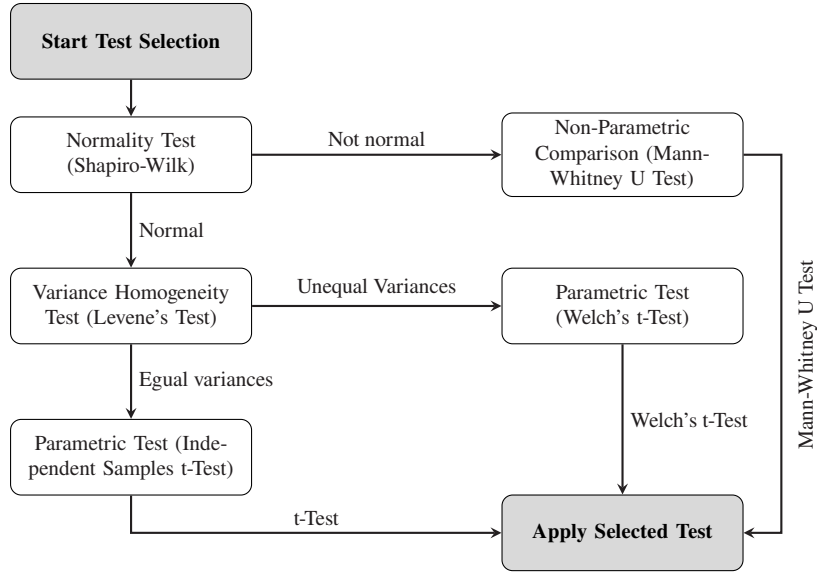 Start Test Selection
Normality Test
(Shapiro-Wilk)
Not normal
Non-Parametric
Comparison (Mann-
Whitney U Test)
Normal
Variance Homogeneity
Test (Levene's Test)
Unequal Variances
Parametric Test
(Welch's t-Test)
Mann-Whitney U Test
Egual variances
Welch's t-Test
Parametric Test (Inde-
pendent Samples t-Test)
t-Test
Apply Selected Test